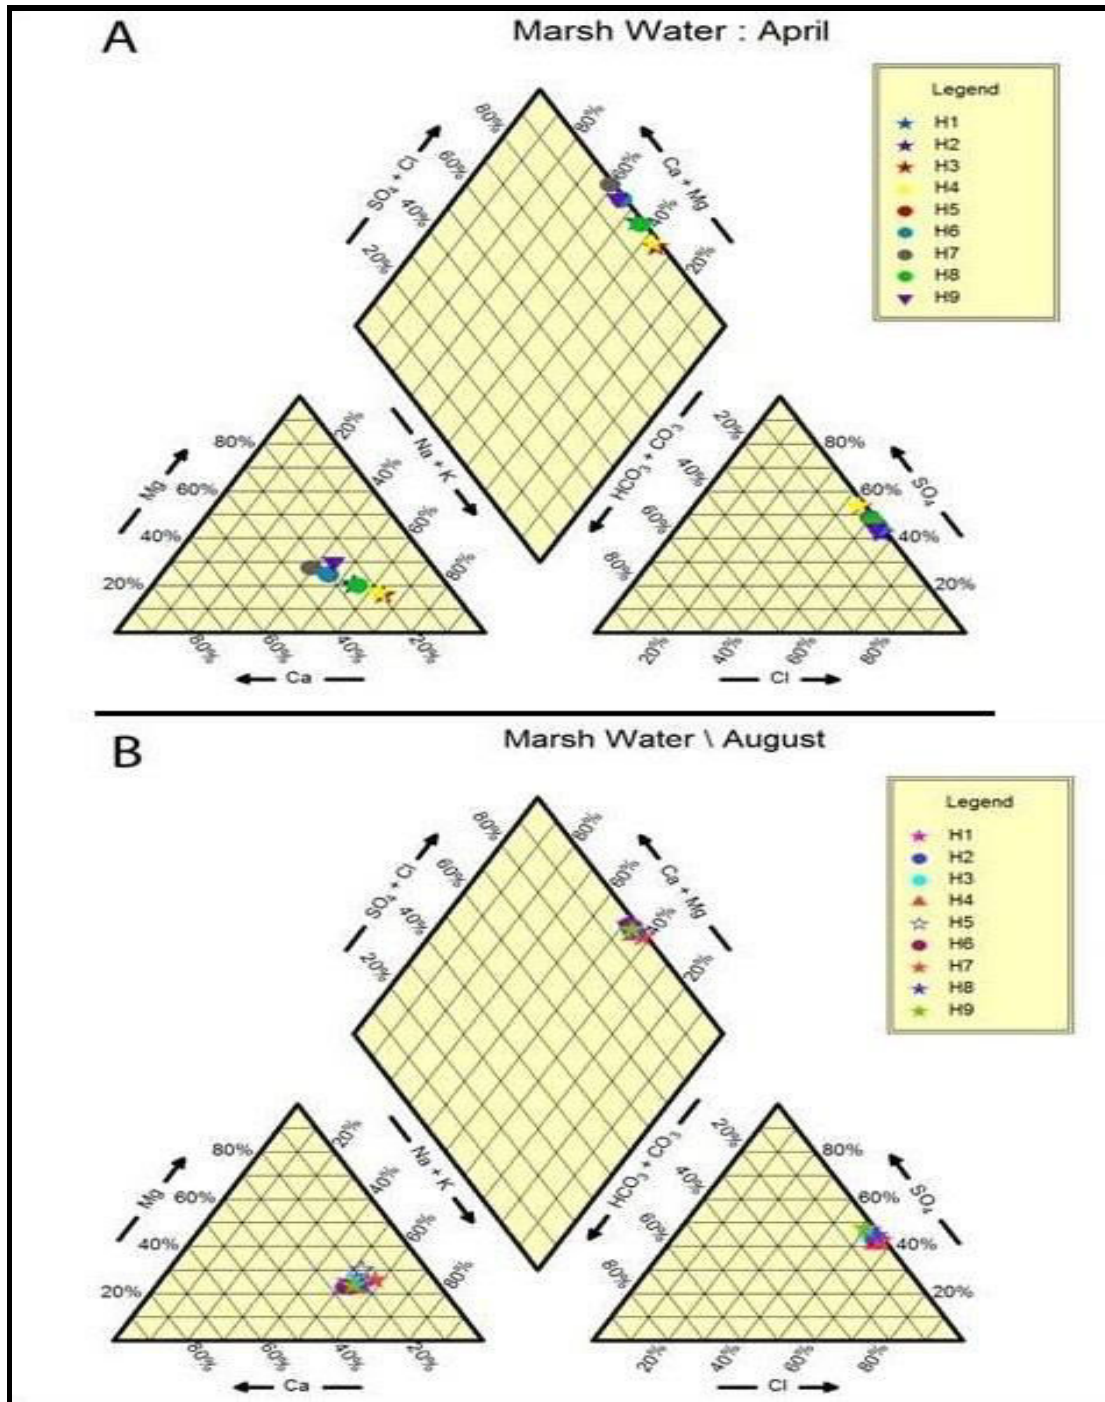 A
Marsh Water : April
Legend
H1
H2
H3
H4
H5
H6
H7
H8
H9
80%
80%
SO₄ + Cl
60%
60%
Ca + Mg
40%
40%
20%
20%
Na + K
HCO₃ + CO₃
20%
20%
80%
80%
Mg
60%
40%
40%
60%
SO₄
40%
60%
60%
40%
20%
80%
80%
20%
80%
60%
40%
20%
20%
40%
60%
80%
Ca
Cl
B
Marsh Water \ August
Legend
H1
H2
H3
H4
H5
H6
H7
H8
H9
80%
80%
SO₄ + Cl
60%
60%
Ca + Mg
40%
40%
20%
20%
Na + K
HCO₃ + CO₃
20%
20%
80%
80%
Mg
60%
40%
40%
60%
SO₄
40%
60%
60%
40%
20%
80%
80%
20%
80%
60%
40%
20%
20%
40%
60%
80%
Ca
Cl